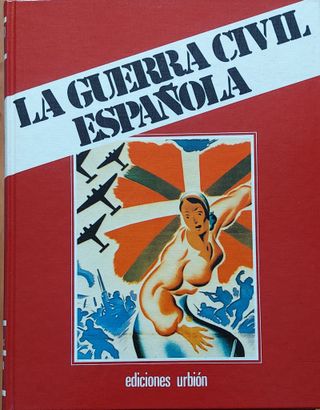 LA GUERRA CIVIL
ESPAÑOLA
ediciones urbión